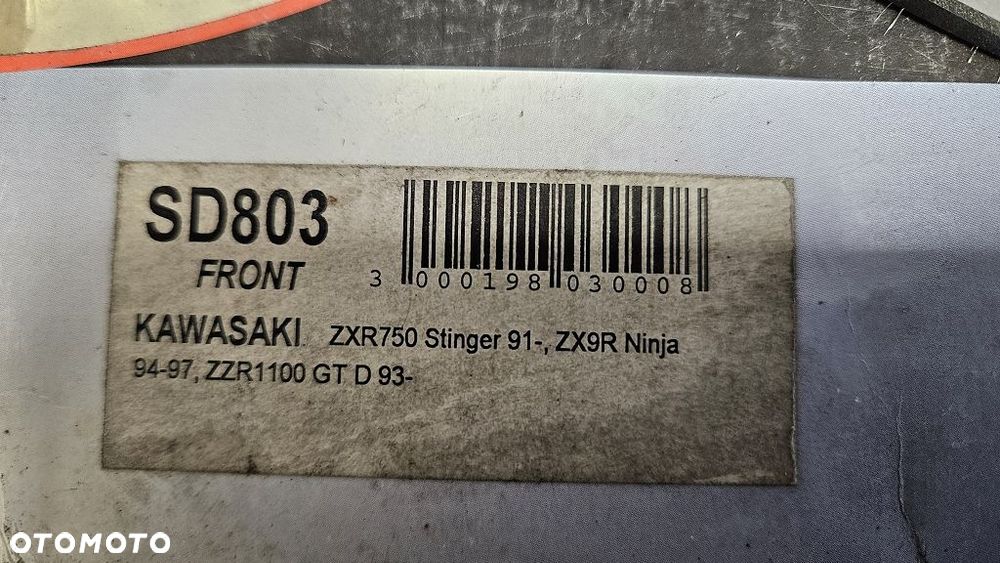 SD803
FRONT
3 000198 030008
KAWASAKI ZXR750 Stinger 91-, ZX9R Ninja
94-97, ZZR1100 GT D 93-
OTOMOTO